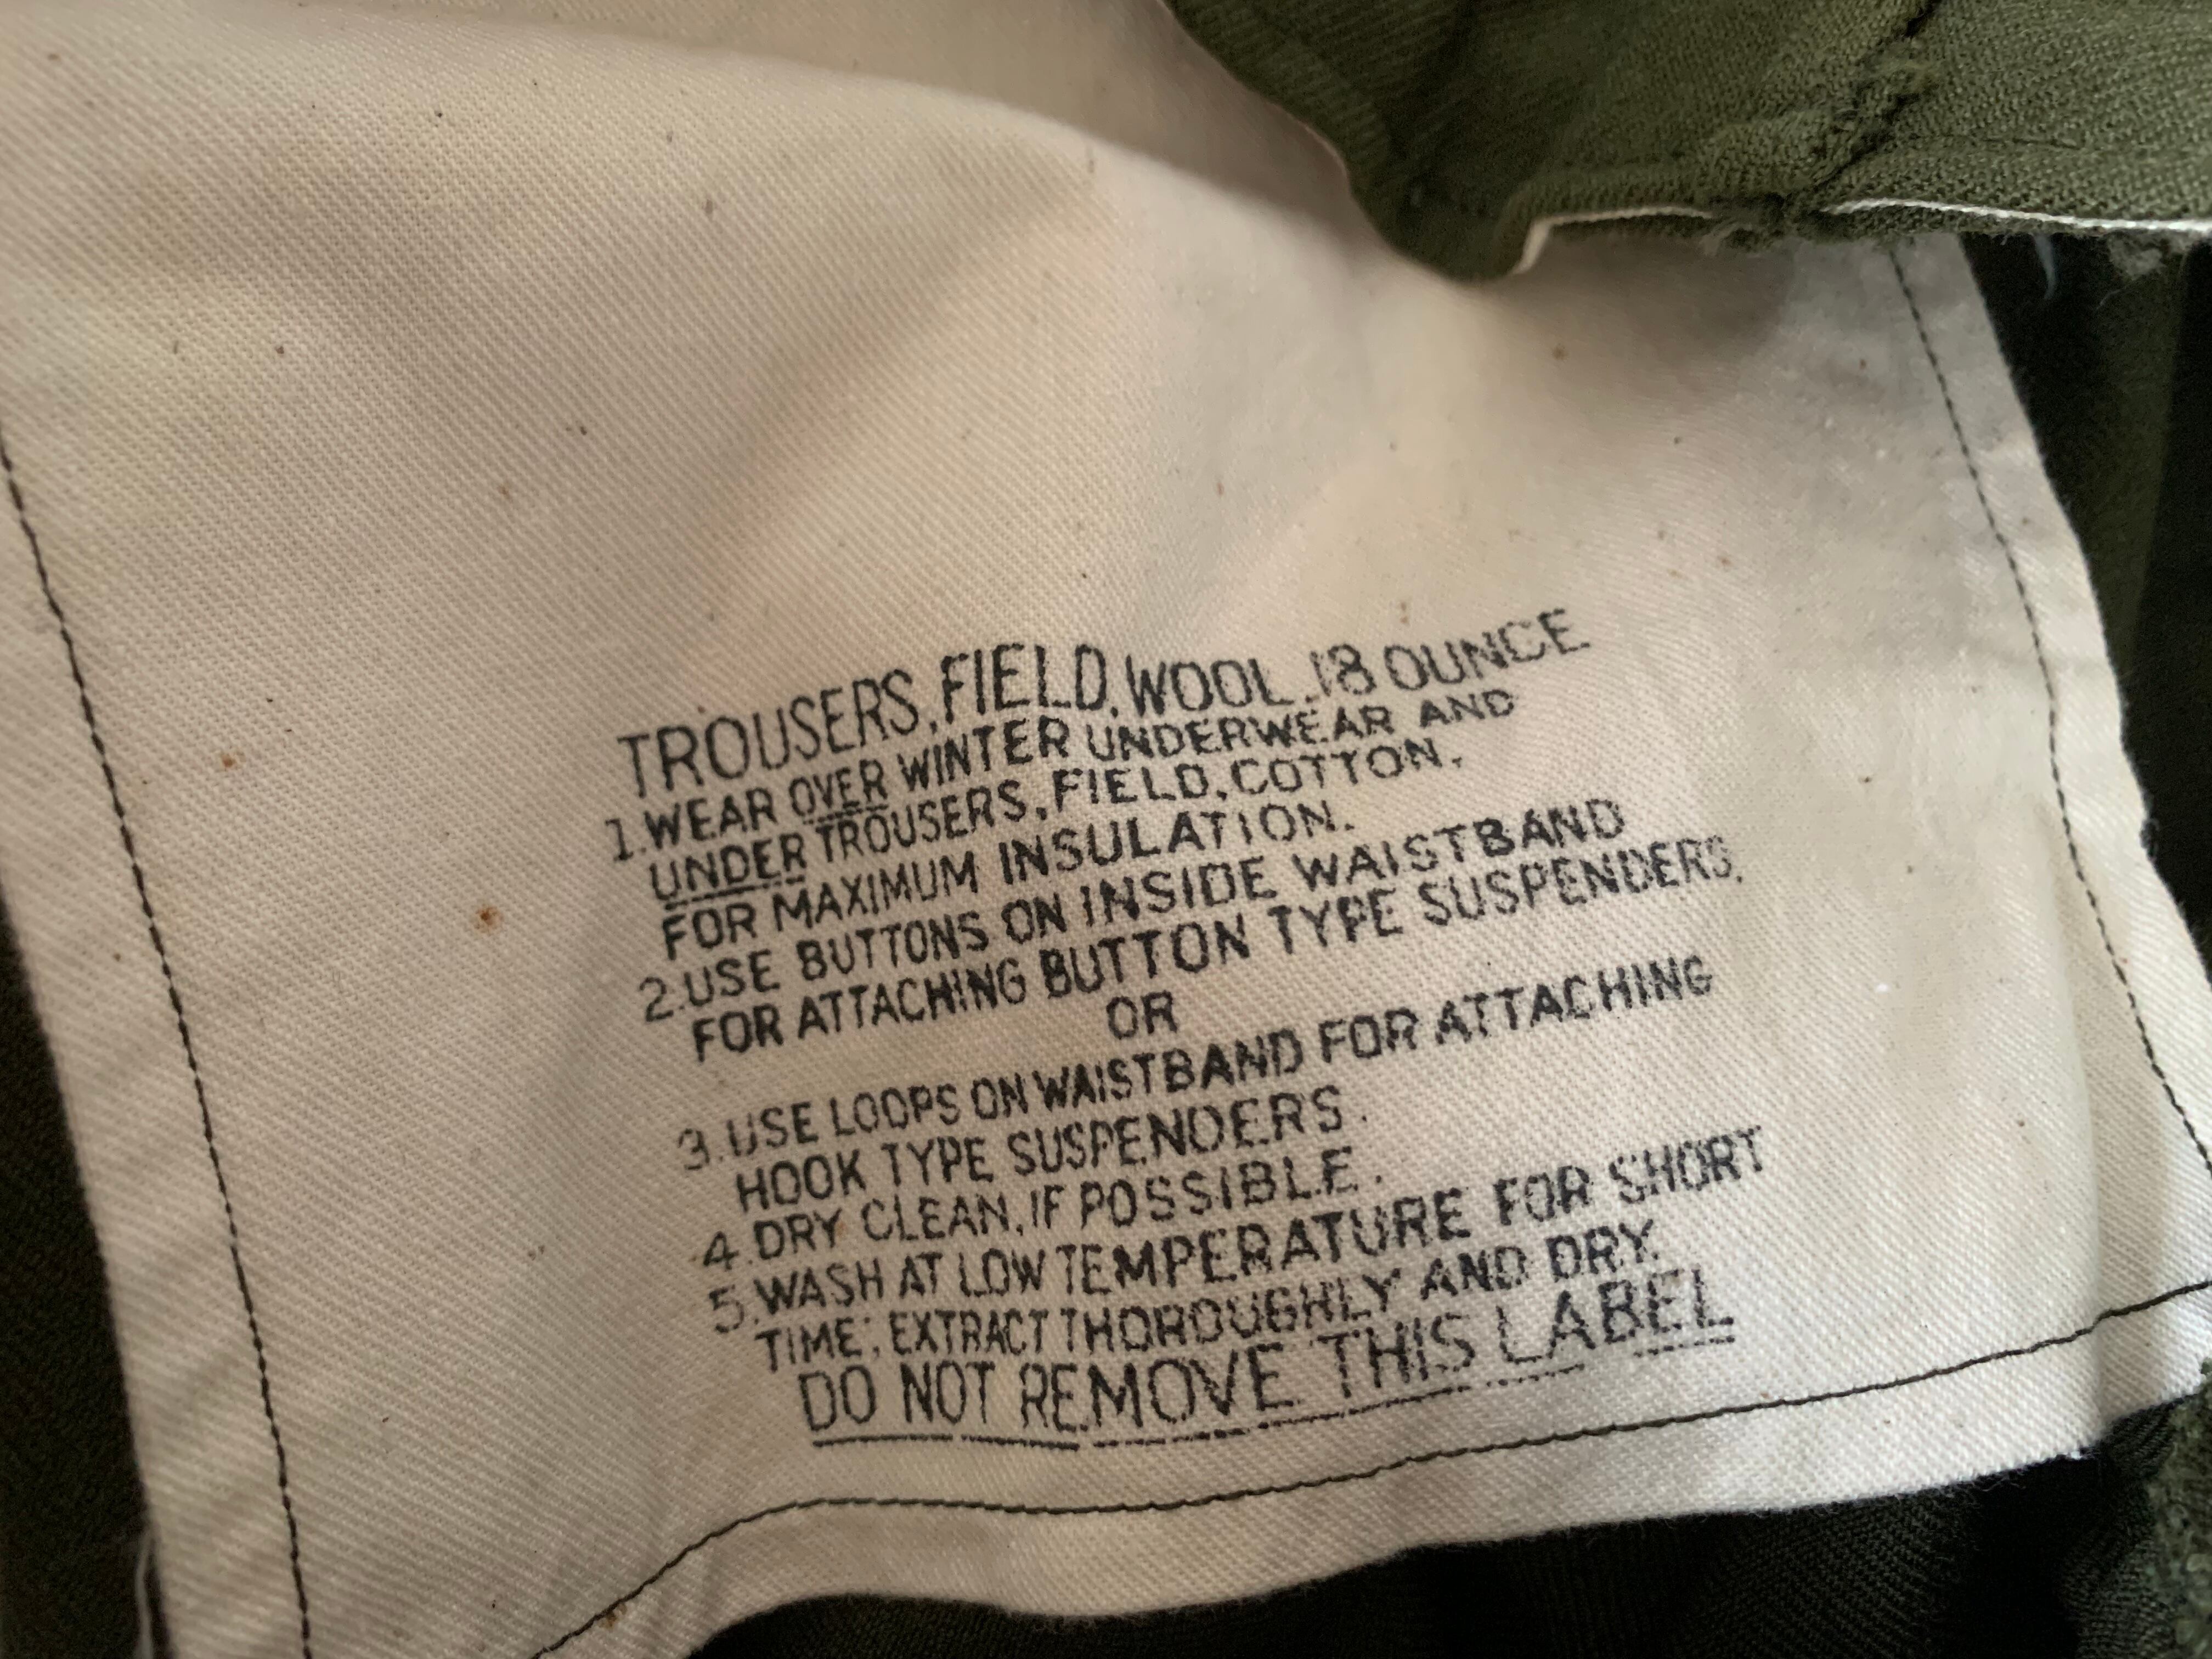 TROUSERS, FIELD, WOOL, 18 OUNCE
1. WEAR OVER WINTER UNDERWEAR AND
UNDER TROUSERS, FIELD, COTTON,
FOR MAXIMUM INSULATION.
2. USE BUTTONS ON INSIDE WAISTBAND
FOR ATTACHING BUTTON TYPE SUSPENDERS,
OR
3. USE LOOPS ON WAISTBAND FOR ATTACHING
HOOK TYPE SUSPENDERS.
4. DRY CLEAN, IF POSSIBLE.
5. WASH AT LOW TEMPERATURE FOR SHORT
TIME; EXTRACT THOROUGHLY AND DRY.
DO NOT REMOVE THIS LABEL